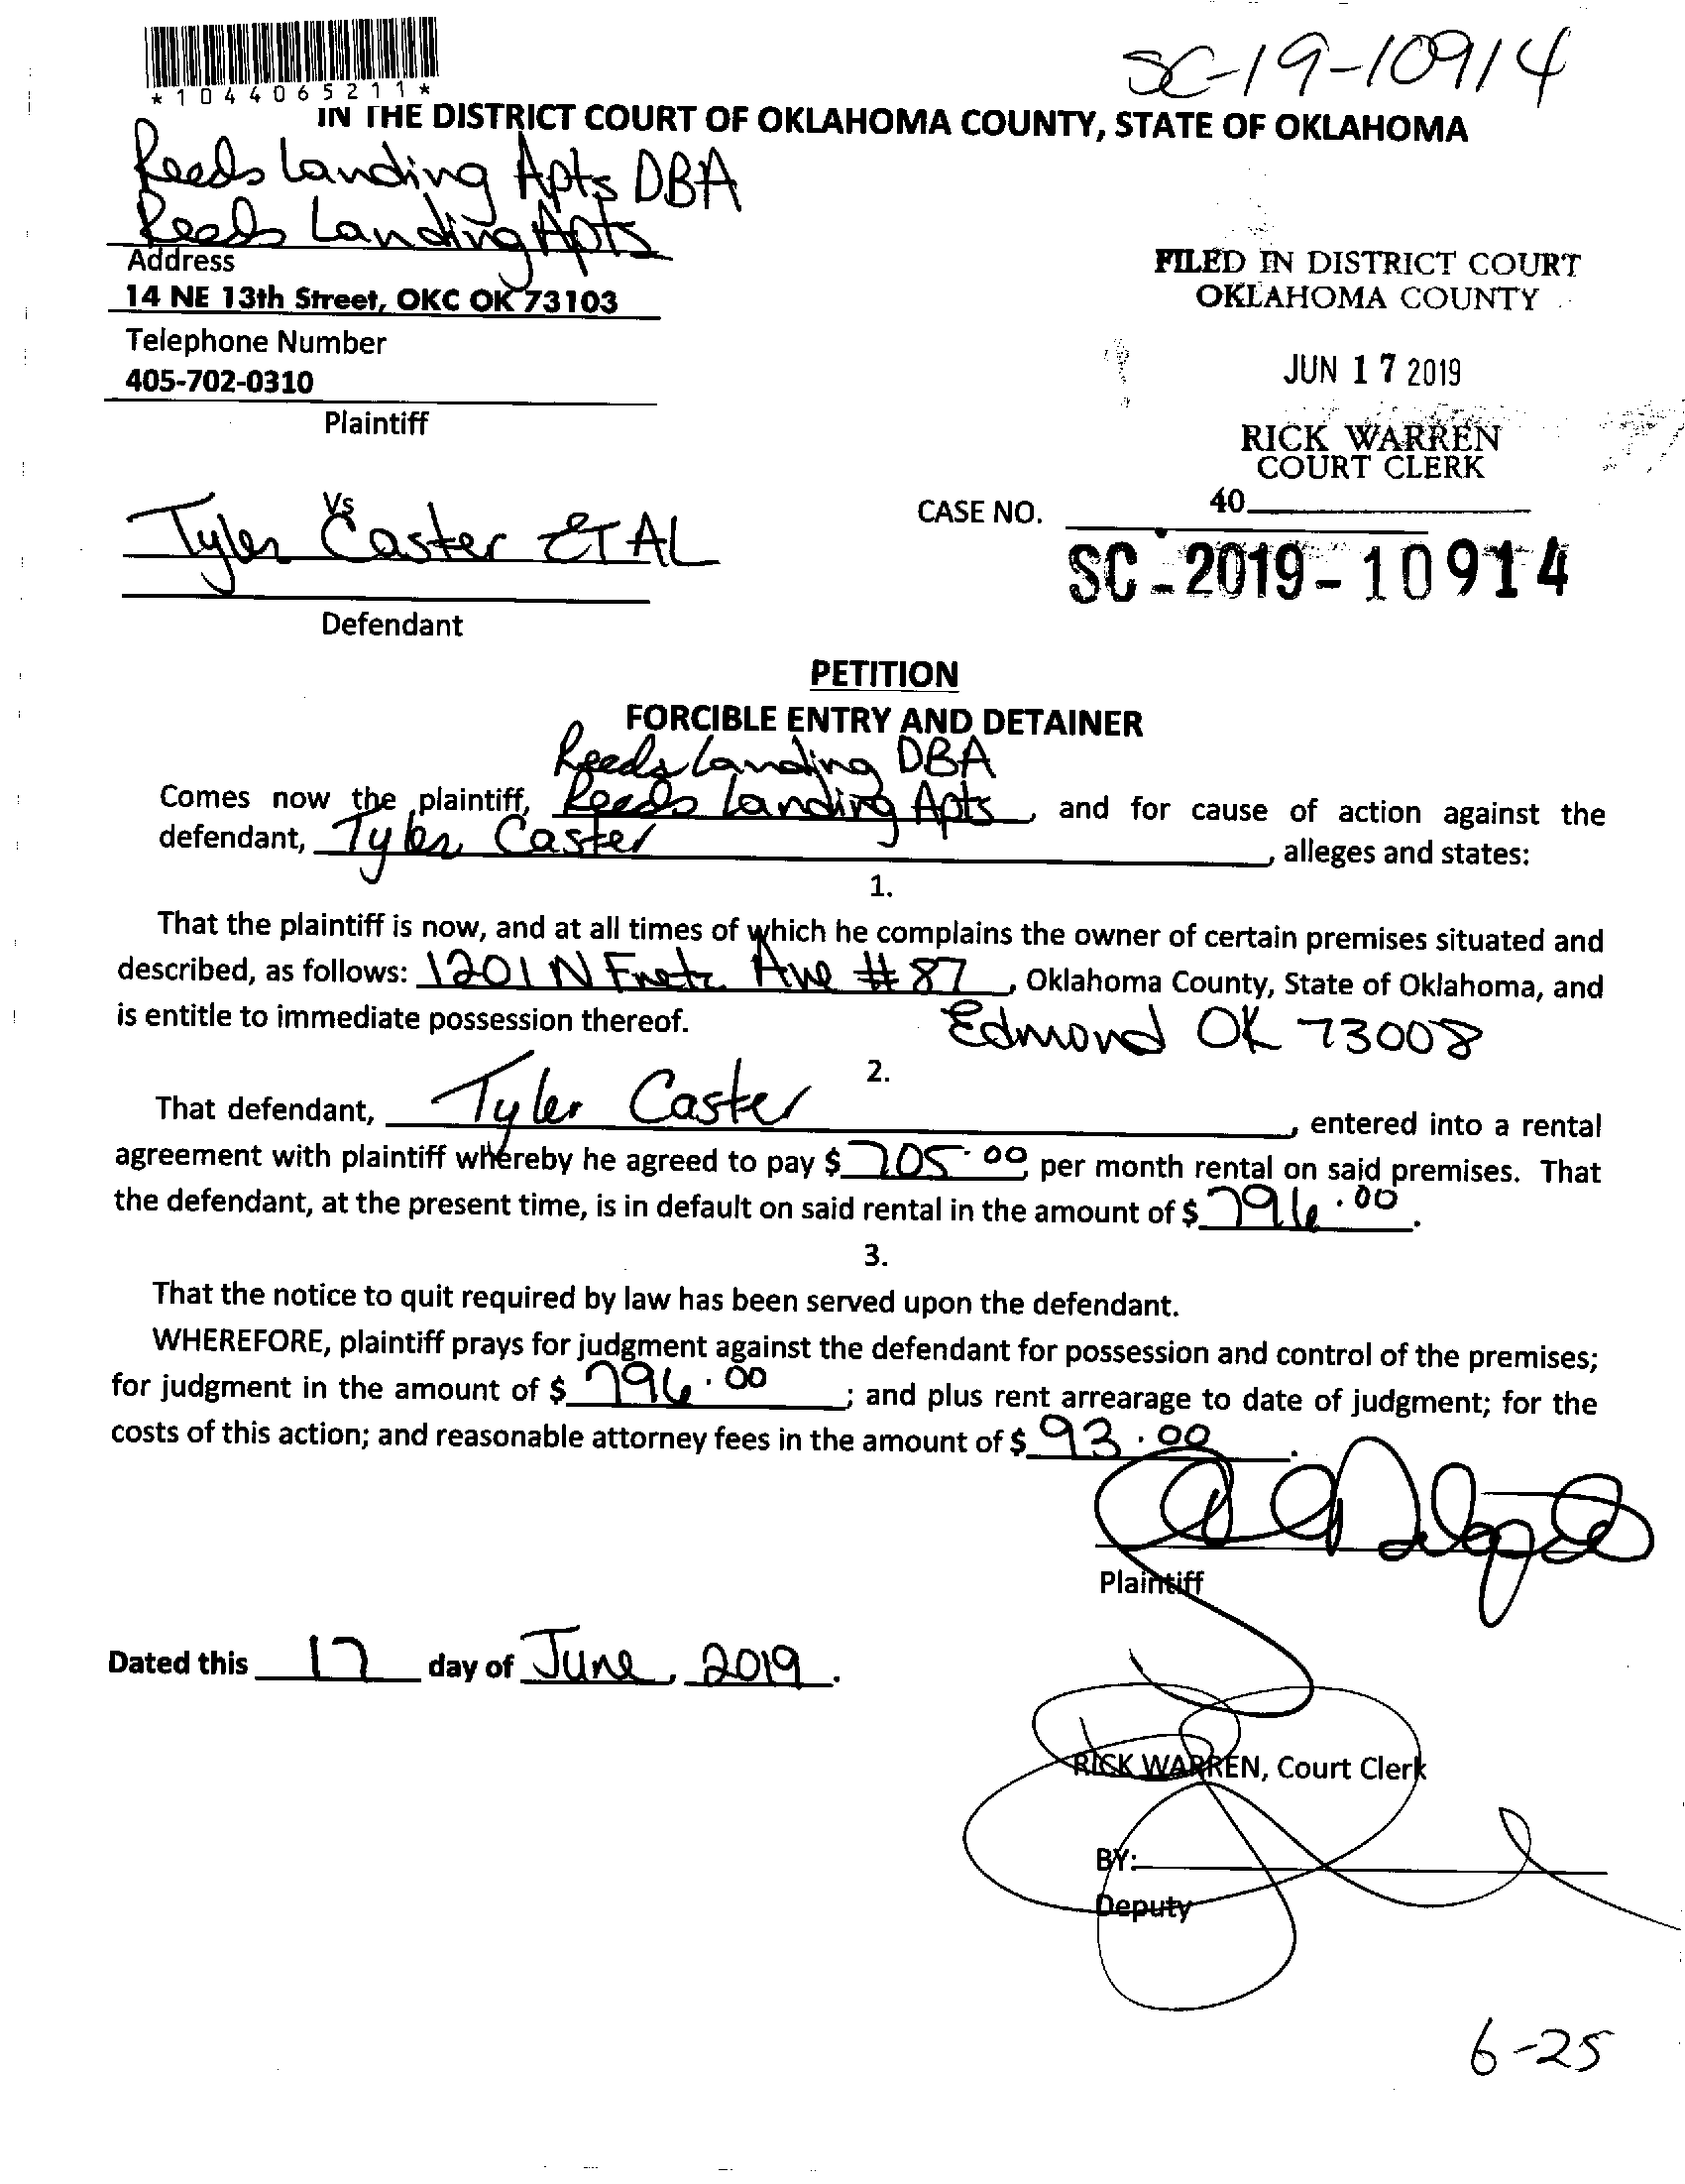 *1044065211*
SC-19-10914
IN THE DISTRICT COURT OF OKLAHOMA COUNTY, STATE OF OKLAHOMA
Reeds Landing Apts DBA
Reeds Landing Apts
Address
14 NE 13th Street, OKC OK 73103
Telephone Number
405-702-0310
Plaintiff
FILED IN DISTRICT COURT
OKLAHOMA COUNTY
JUN 17 2019
RICK WARREN
COURT CLERK
40
Vs
Tyler Caster ET AL
Defendant
CASE NO.
SC-2019-10914
PETITION
FORCIBLE ENTRY AND DETAINER
Reeds Landing DBA
Comes now the plaintiff, Reeds Landing Apts, and for cause of action against the
defendant, Tyler Caster, alleges and states:
1.
That the plaintiff is now, and at all times of which he complains the owner of certain premises situated and
described, as follows: 1201 N Fretz Ave # 87, Oklahoma County, State of Oklahoma, and
is entitle to immediate possession thereof. Edmond OK 73008
2.
That defendant, Tyler Caster, entered into a rental
agreement with plaintiff whereby he agreed to pay $ 705.00 per month rental on said premises. That
the defendant, at the present time, is in default on said rental in the amount of $ 796.00.
3.
That the notice to quit required by law has been served upon the defendant.
WHEREFORE, plaintiff prays for judgment against the defendant for possession and control of the premises;
for judgment in the amount of $ 796.00; and plus rent arrearage to date of judgment; for the
costs of this action; and reasonable attorney fees in the amount of $ 93.00.
Plaintiff
Dated this 17 day of June, 2019.
RICK WARREN, Court Clerk
BY:
Deputy
6-25